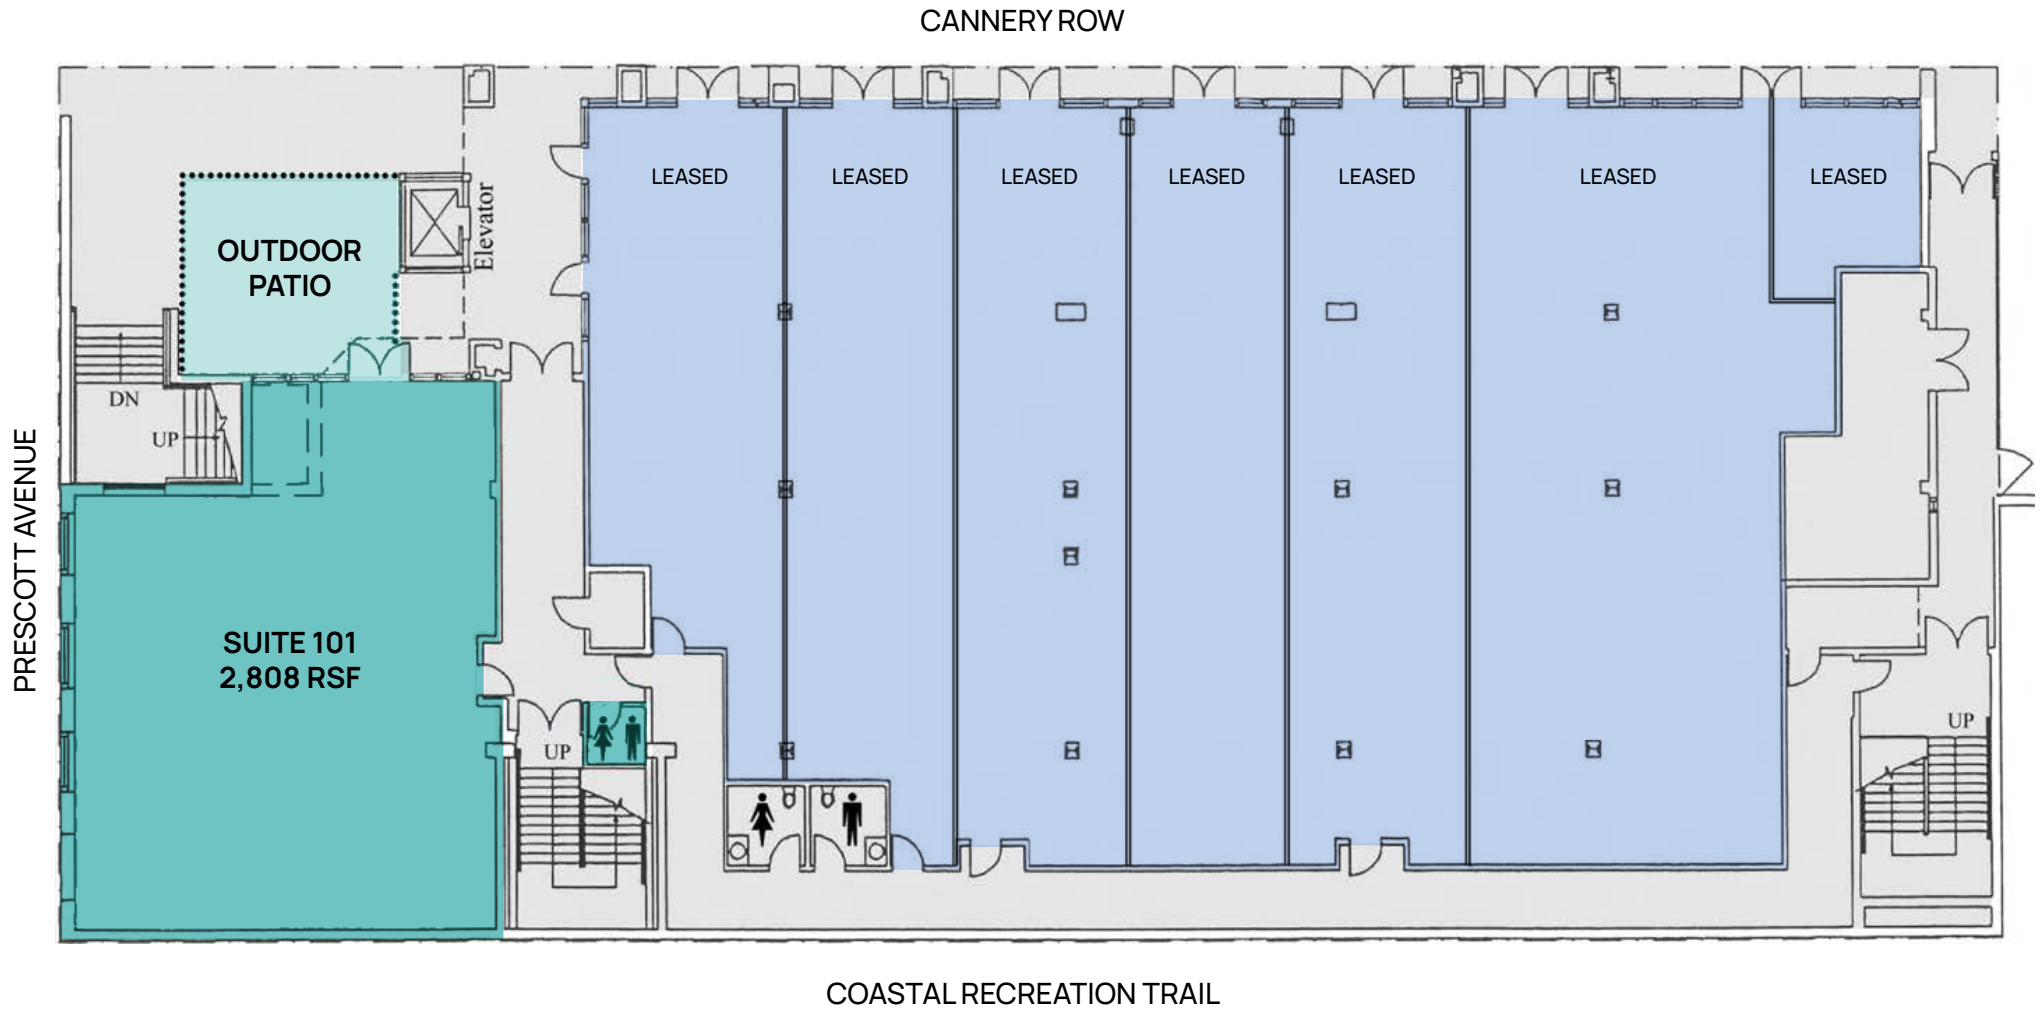 CANNERY ROW
LEASED
LEASED
LEASED
LEASED
LEASED
LEASED
LEASED
OUTDOOR
PATIO
Elevator
DN
UP
PRESCOTT AVENUE
SUITE 101
2,808 RSF
UP
UP
COASTAL RECREATION TRAIL